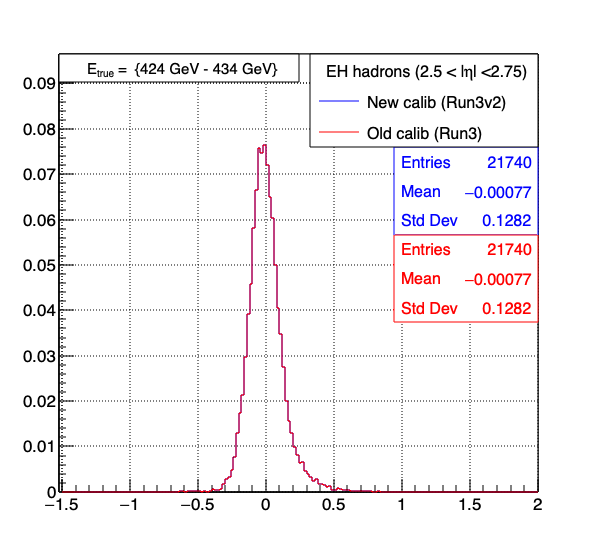 E_true = {424 GeV - 434 GeV}
EH hadrons (2.5 < |η| <2.75)
New calib (Run3v2)
Old calib (Run3)
Entries 21740
Mean −0.00077
Std Dev 0.1282
Entries 21740
Mean −0.00077
Std Dev 0.1282
0.09
0.08
0.07
0.06
0.05
0.04
0.03
0.02
0.01
0
−1.5 −1 −0.5 0 0.5 1 1.5 2